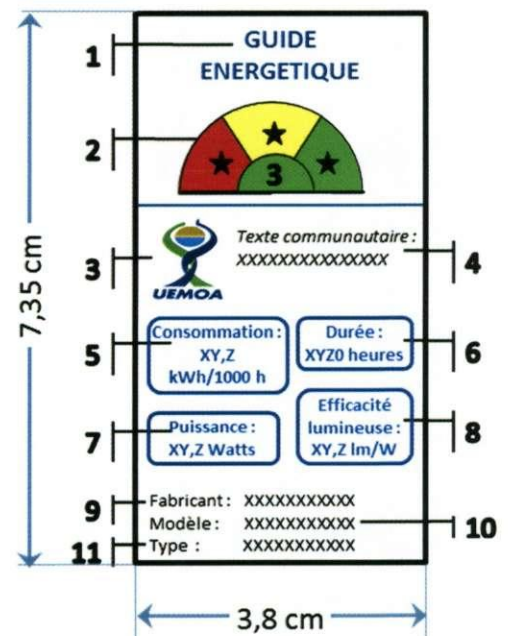 1
GUIDE
ENERGETIQUE
2
3
7,35 cm
3
UEMOA
Texte communautaire :
XXXXXXXXXXXXXXX
4
5
Consommation :
XY,Z
kWh/1000 h
Durée :
XYZ0 heures
6
7
Puissance :
XY,Z Watts
Efficacité
lumineuse :
XY,Z lm/W
8
9
Fabricant : XXXXXXXXXXX
Modèle : XXXXXXXXXXX
10
11
Type : XXXXXXXXXXX
3,8 cm